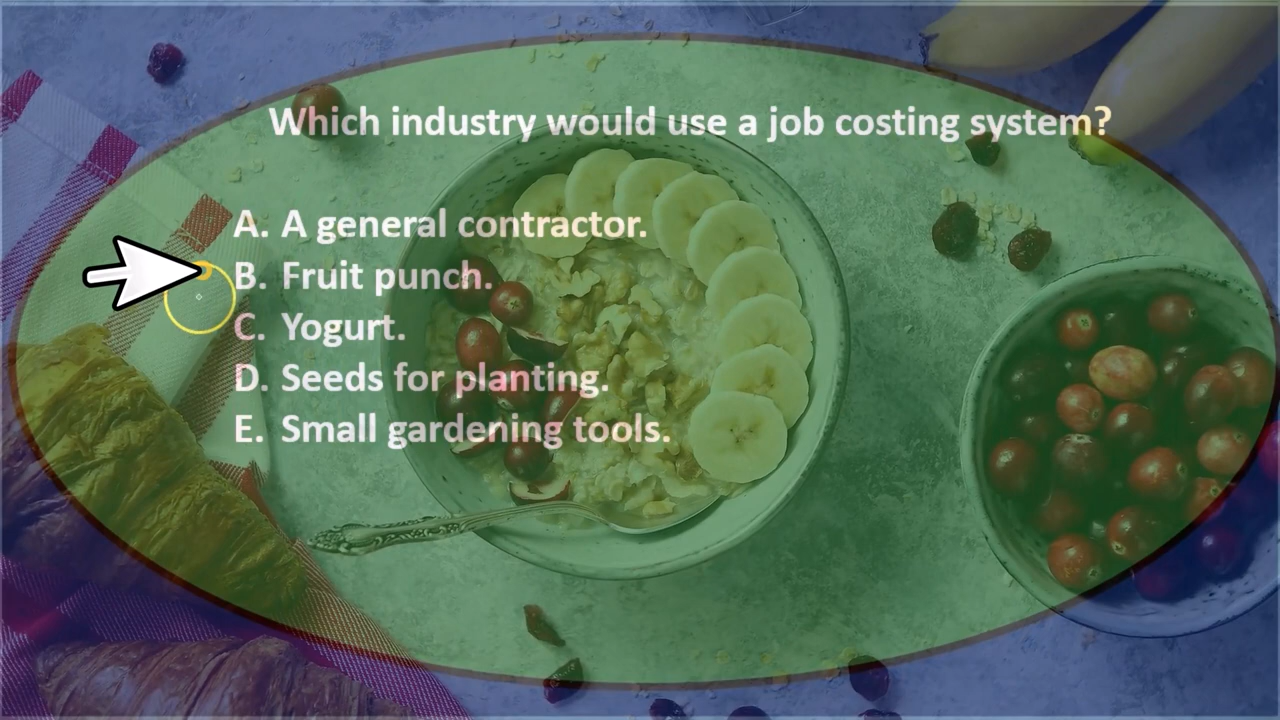 Which industry would use a job costing system?
A. A general contractor.
B. Fruit punch.
C. Yogurt.
D. Seeds for planting.
E. Small gardening tools.